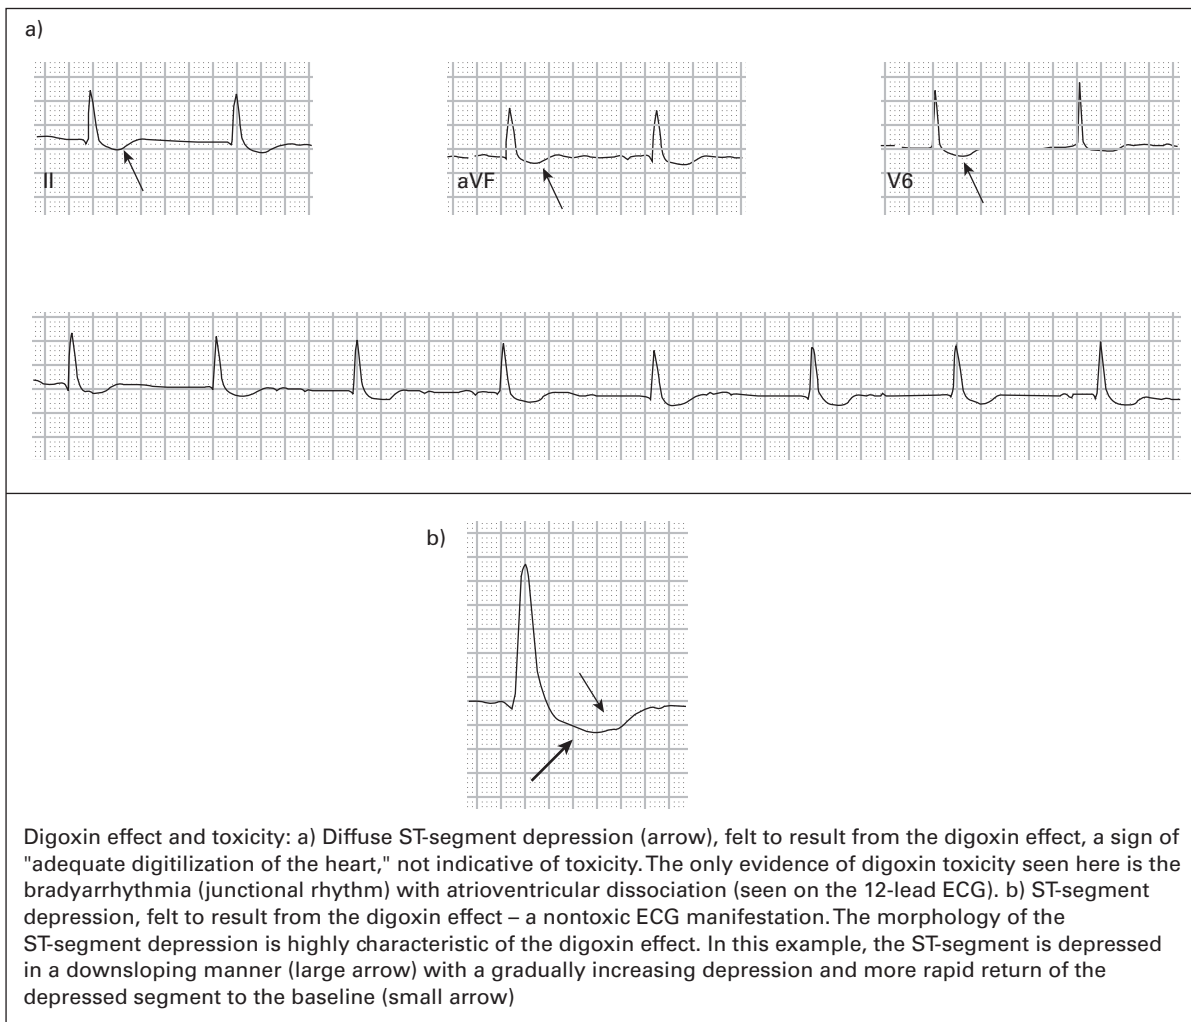 a)
II
aVF
V6
b)
Digoxin effect and toxicity: a) Diffuse ST-segment depression (arrow), felt to result from the digoxin effect, a sign of
"adequate digitilization of the heart," not indicative of toxicity. The only evidence of digoxin toxicity seen here is the
bradyarrhythmia (junctional rhythm) with atrioventricular dissociation (seen on the 12-lead ECG). b) ST-segment
depression, felt to result from the digoxin effect – a nontoxic ECG manifestation. The morphology of the
ST-segment depression is highly characteristic of the digoxin effect. In this example, the ST-segment is depressed
in a downsloping manner (large arrow) with a gradually increasing depression and more rapid return of the
depressed segment to the baseline (small arrow)